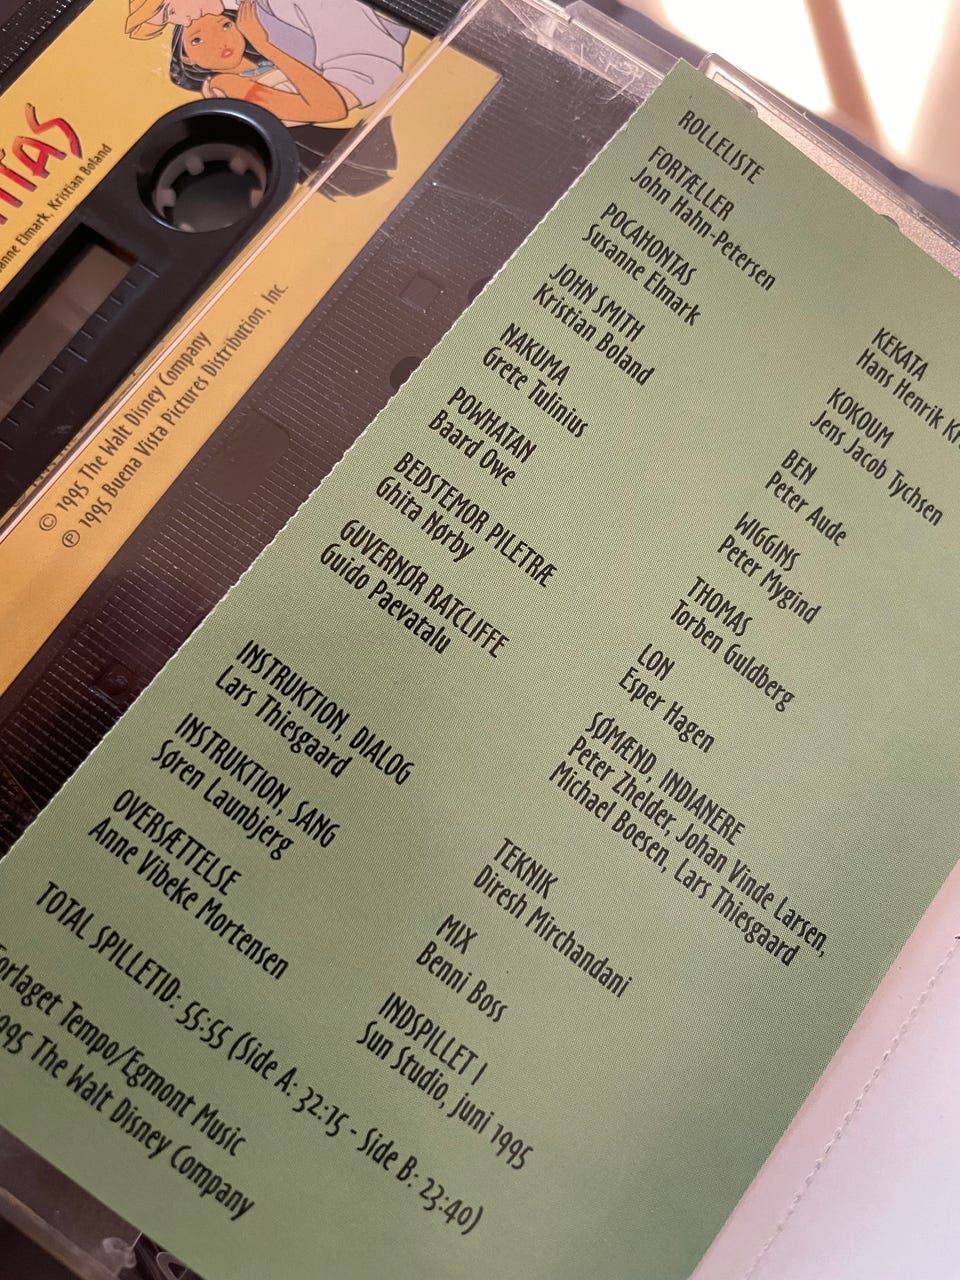 anne Elmark, Kristian Boland
© 1995 The Walt Disney Company
℗ 1995 Buena Vista Pictures Distribution, Inc.
ROLLELISTE
FORTÆLLER
John Hahn-Petersen
POCAHONTAS
Susanne Elmark
JOHN SMITH
Kristian Boland
NAKUMA
Grete Tulinius
POWHATAN
Baard Owe
BEDSTEMOR PILETRÆ
Ghita Nørby
GUVERNØR RATCLIFFE
Guido Paevatalu
INSTRUKTION, DIALOG
Lars Thiesgaard
INSTRUKTION, SANG
Søren Launbjerg
OVERSÆTTELSE
Anne Vibeke Mortensen
KEKATA
Hans Henrik
KOKOUM
Jens Jacob Tychsen
BEN
Peter Aude
WIGGINS
Peter Mygind
THOMAS
Torben Guldberg
LON
Esper Hagen
SØMÆND, INDIANERE
Peter Zhelder, Johan Vinde Larsen,
Michael Boesen, Lars Thiesgaard
TEKNIK
Diresh Mirchandani
MIX
Benni Boss
INDSPILLET I
Sun Studio, juni 1995
TOTAL SPILLETID: 55:55 (Side A: 32:15 - Side B: 23:40)
Forlaget Tempo/Egmont Music
1995 The Walt Disney Company